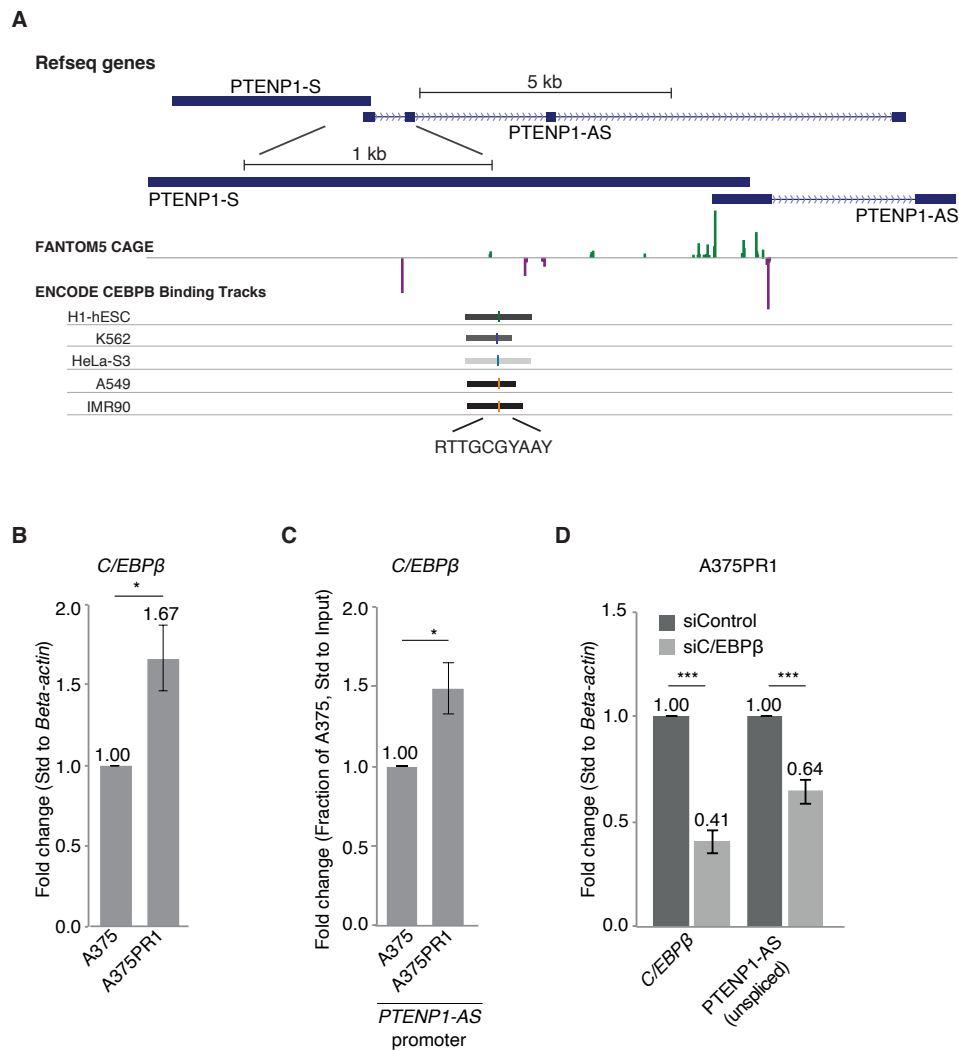 A
Refseq genes
PTENP1-S
5 kb
PTENP1-AS
1 kb
PTENP1-S
PTENP1-AS
FANTOM5 CAGE
ENCODE CEBPB Binding Tracks
H1-hESC
K562
HeLa-S3
A549
IMR90
RTTGCGYAAY
B
C/EBPβ
*
Fold change (Std to Beta-actin)
2.0
1.5
1.0
0.5
0.0
1.00
1.67
A375
A375PR1
C
C/EBPβ
*
Fold change (Fraction of A375, Std to Input)
2.0
1.5
1.0
0.5
0.0
1.00
A375
A375PR1
PTENP1-AS
promoter
D
A375PR1
siControl
siC/EBPβ
Fold change (Std to Beta-actin)
1.5
1.0
0.5
0.0
***
***
1.00
0.41
1.00
0.64
C/EBPβ
PTENP1-AS
(unspliced)